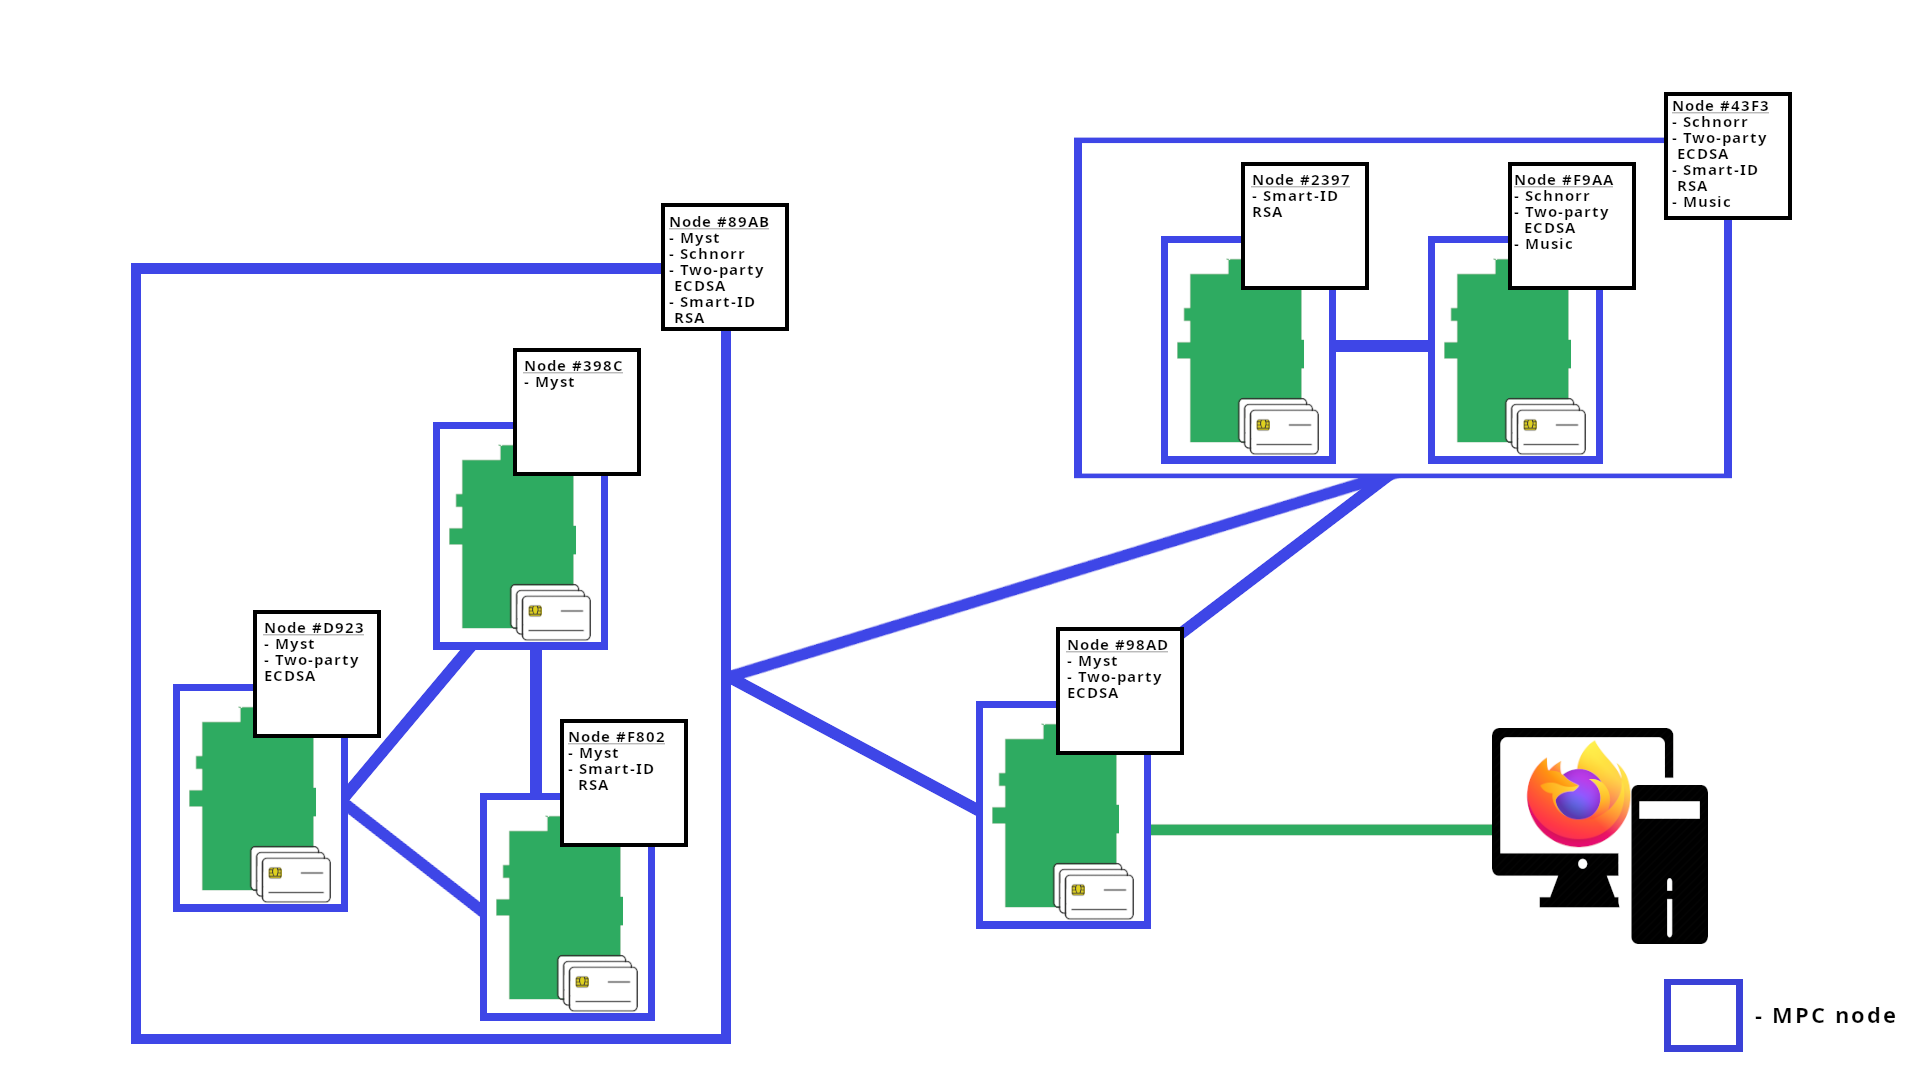 Node #43F3
- Schnorr
- Two-party
ECDSA
- Smart-ID
RSA
- Music
Node #2397
- Smart-ID
RSA
Node #F9AA
- Schnorr
- Two-party
ECDSA
- Music
Node #89AB
- Myst
- Schnorr
- Two-party
ECDSA
- Smart-ID
RSA
Node #398C
- Myst
Node #D923
- Myst
- Two-party
ECDSA
Node #F802
- Myst
- Smart-ID
RSA
Node #98AD
- Myst
- Two-party
ECDSA
- MPC node